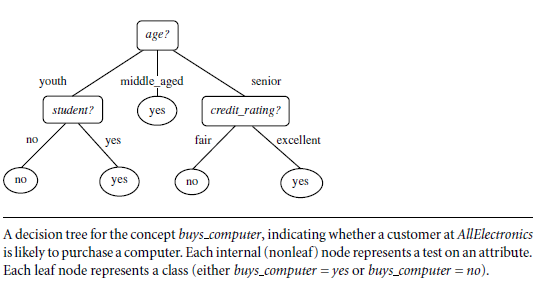 age?
youth middle_aged senior
student? yes credit_rating?
no yes fair excellent
no yes no yes
A decision tree for the concept buys_computer, indicating whether a customer at AllElectronics
is likely to purchase a computer. Each internal (nonleaf) node represents a test on an attribute.
Each leaf node represents a class (either buys_computer = yes or buys_computer = no).